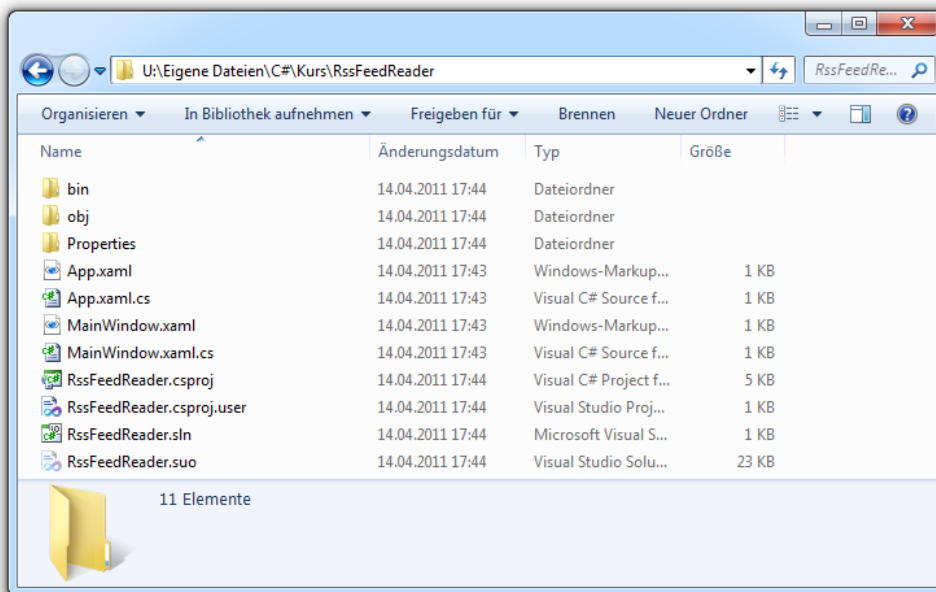 U:\Eigene Dateien\C#\Kurs\RssFeedReader RssFeedRe...
Organisieren In Bibliothek aufnehmen Freigeben für Brennen Neuer Ordner
Name Änderungsdatum Typ Größe
bin 14.04.2011 17:44 Dateiordner
obj 14.04.2011 17:44 Dateiordner
Properties 14.04.2011 17:44 Dateiordner
App.xaml 14.04.2011 17:43 Windows-Markup... 1 KB
App.xaml.cs 14.04.2011 17:43 Visual C# Source f... 1 KB
MainWindow.xaml 14.04.2011 17:43 Windows-Markup... 1 KB
MainWindow.xaml.cs 14.04.2011 17:43 Visual C# Source f... 1 KB
RssFeedReader.csproj 14.04.2011 17:44 Visual C# Project f... 5 KB
RssFeedReader.csproj.user 14.04.2011 17:44 Visual Studio Proj... 1 KB
RssFeedReader.sln 14.04.2011 17:44 Microsoft Visual S... 1 KB
RssFeedReader.suo 14.04.2011 17:44 Visual Studio Solu... 23 KB
11 Elemente